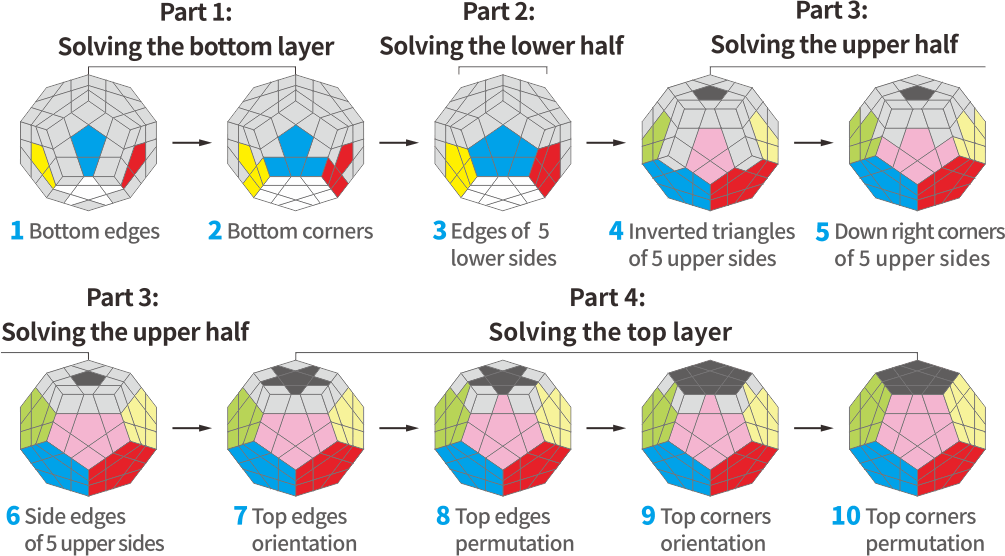 Part 1:
Solving the bottom layer
Part 2:
Solving the lower half
Part 3:
Solving the upper half
1 Bottom edges
2 Bottom corners
3 Edges of 5
lower sides
4 Inverted triangles
of 5 upper sides
5 Down right corners
of 5 upper sides
Part 3:
Solving the upper half
Part 4:
Solving the top layer
6 Side edges
of 5 upper sides
7 Top edges
orientation
8 Top edges
permutation
9 Top corners
orientation
10 Top corners
permutation